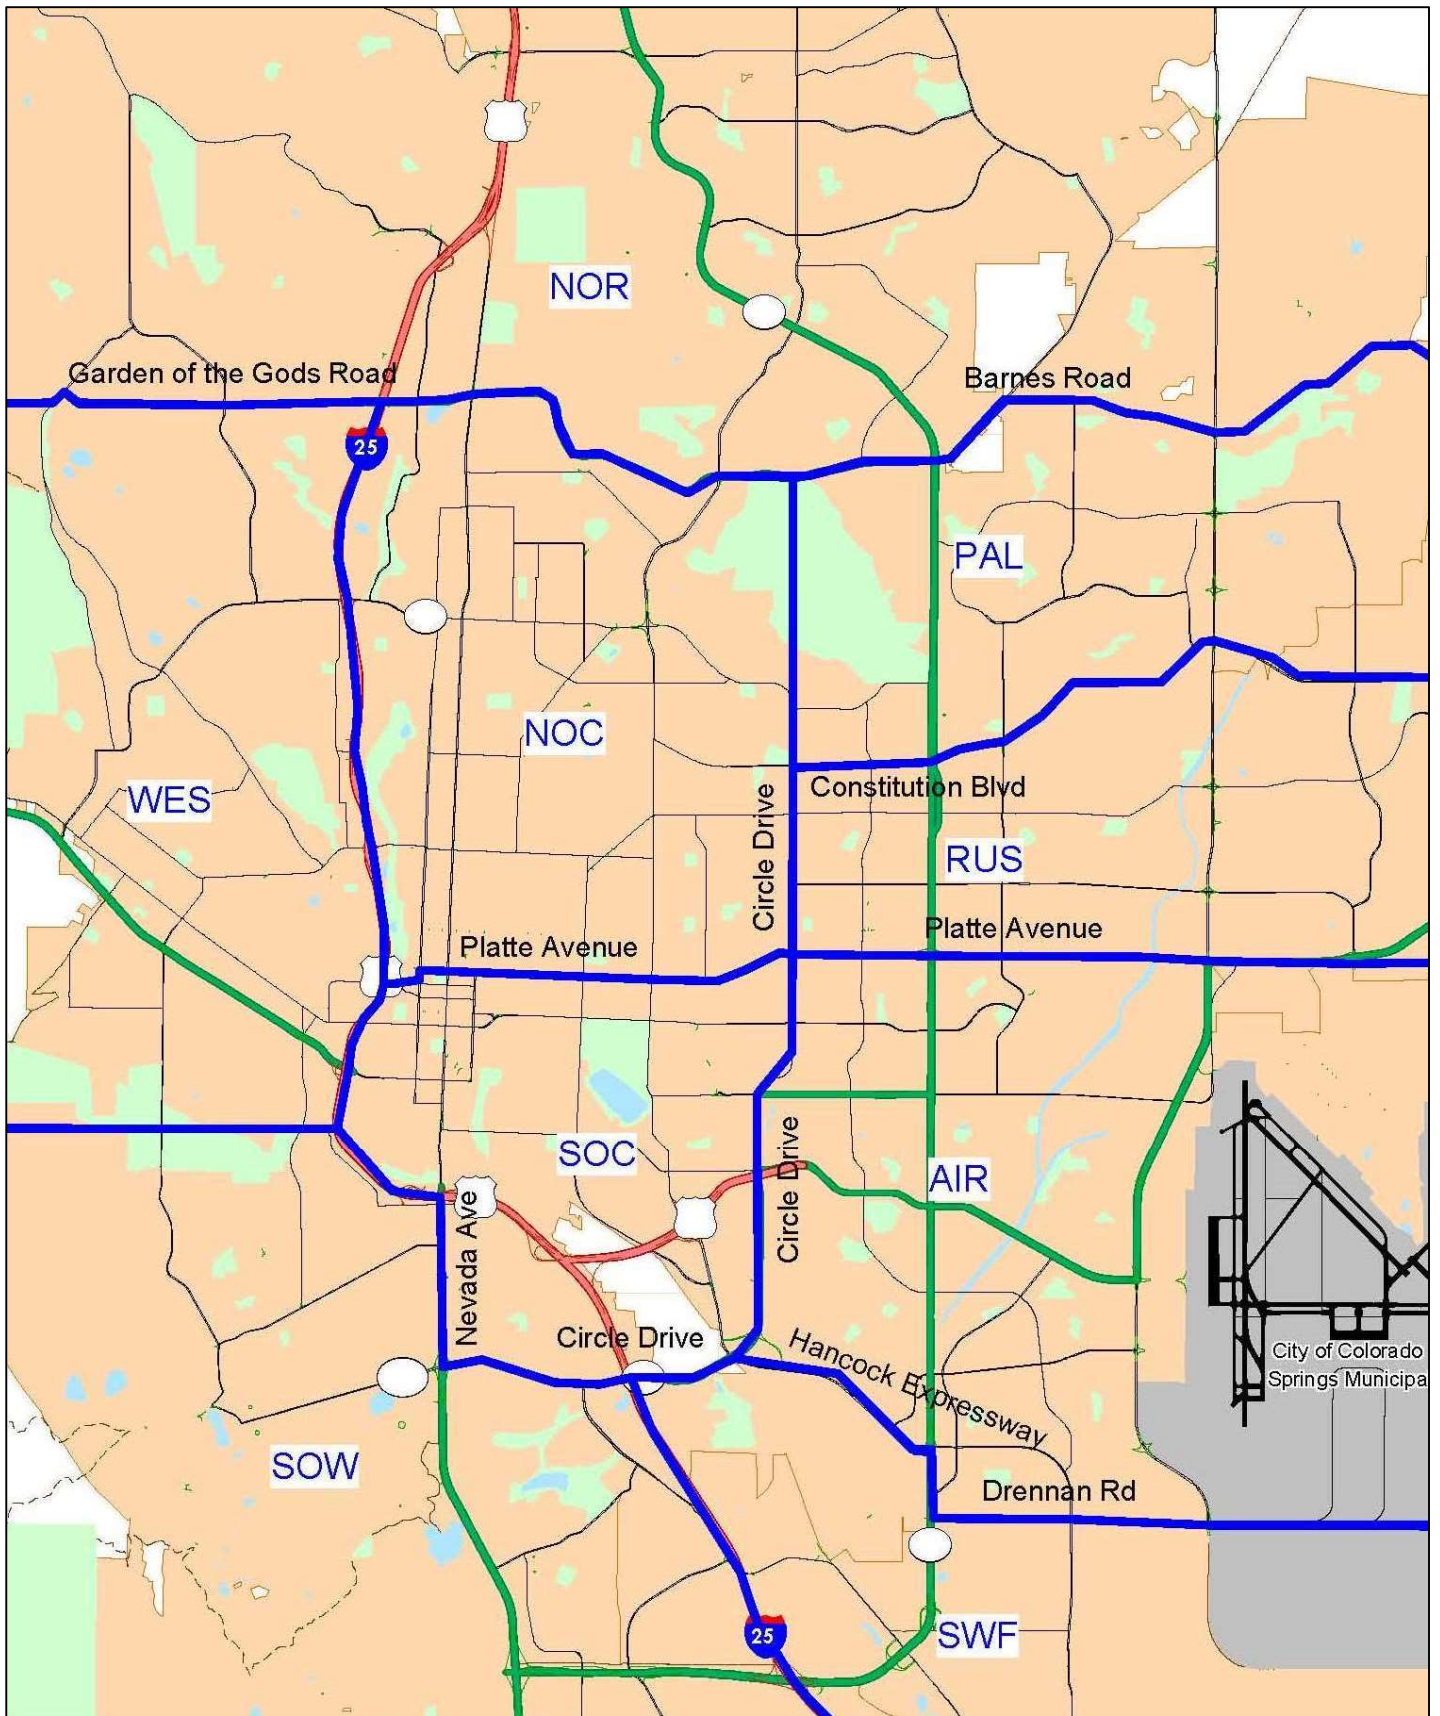 NOR
Garden of the Gods Road
Barnes Road
25
PAL
NOC
WES
Constitution Blvd
Circle Drive
RUS
Platte Avenue
Platte Avenue
SOC
Circle Drive
AIR
Nevada Ave
Circle Drive
Hancock Expressway
City of Colorado
Springs Municipa
SOW
Drennan Rd
25
SWF